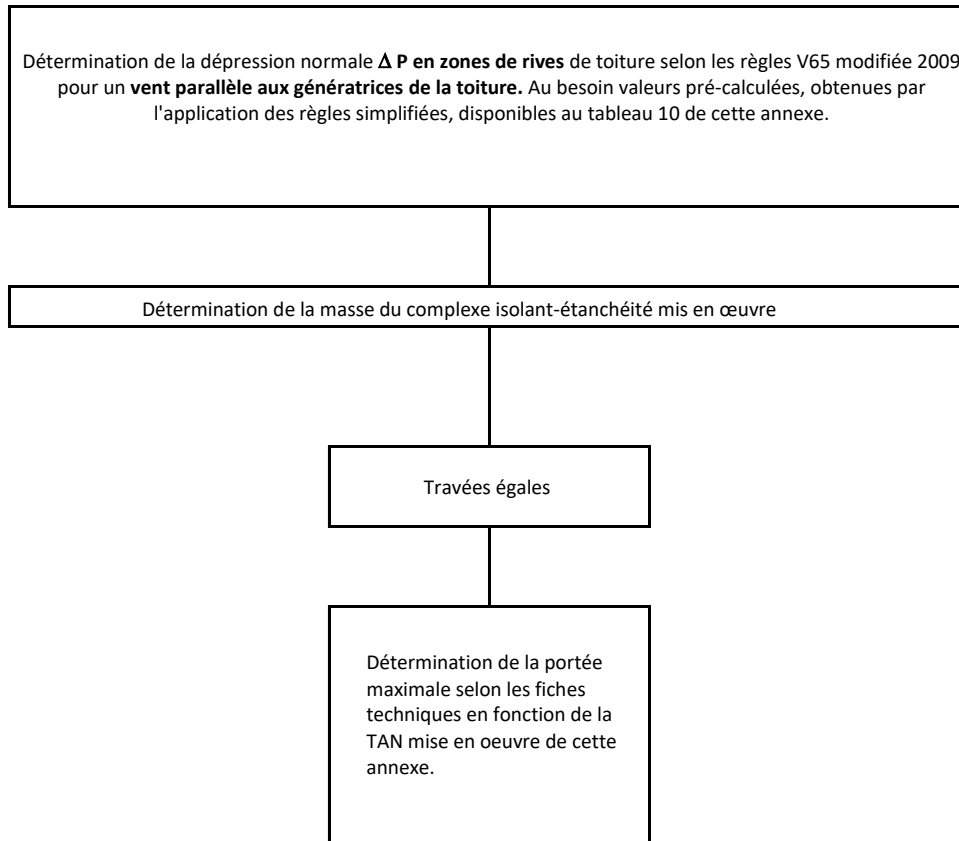 Détermination de la dépression normale Δ P en zones de rives de toiture selon les règles V65 modifiée 2009
pour un vent parallèle aux génératrices de la toiture. Au besoin valeurs pré-calculées, obtenues par
l'application des règles simplifiées, disponibles au tableau 10 de cette annexe.
Détermination de la masse du complexe isolant-étanchéité mis en œuvre
Travées égales
Détermination de la portée
maximale selon les fiches
techniques en fonction de la
TAN mise en oeuvre de cette
annexe.